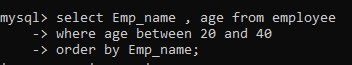 mysql> select Emp_name , age from employee
-> where age between 20 and 40
-> order by Emp_name;